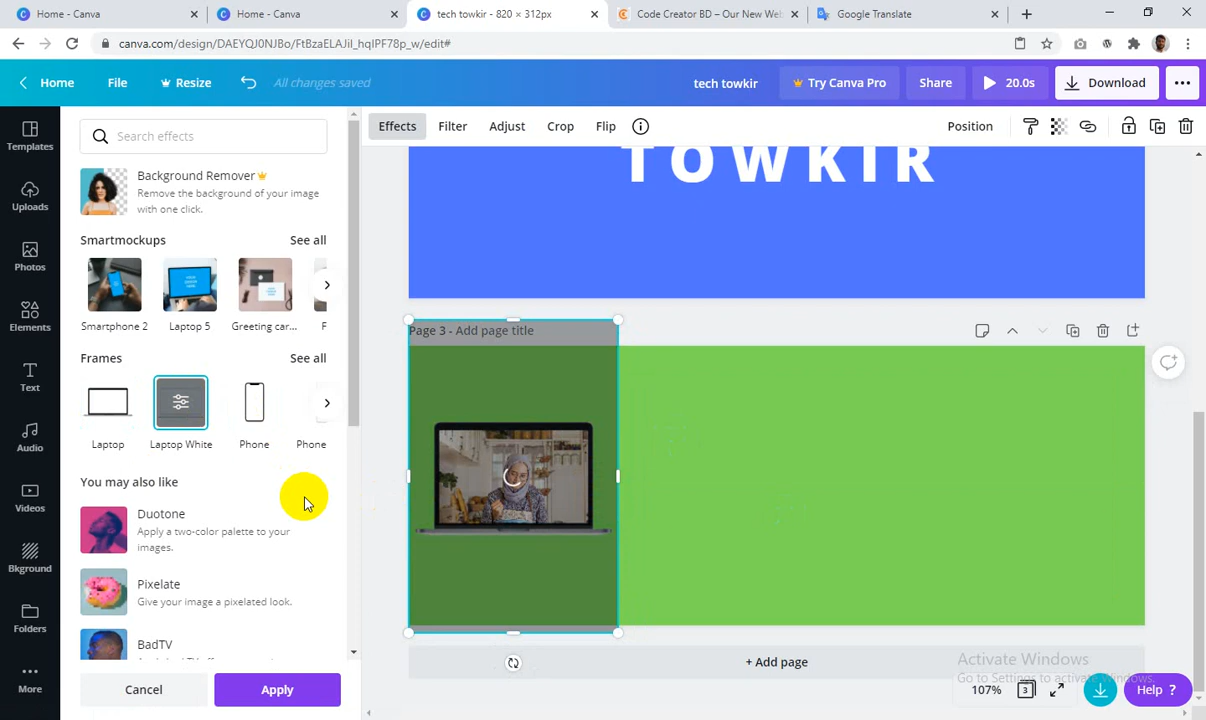 Home - Canva
Home - Canva
tech towkir - 820 × 312px
Code Creator BD – Our New Web
Google Translate
canva.com/design/DAEYQJ0NJBo/FtBzaELAJiI_hqIPF78p_w/edit#
Home
File
Resize
All changes saved
tech towkir
Try Canva Pro
Share
20.0s
Download
Templates
Uploads
Photos
Elements
Text
Audio
Videos
Bkground
Folders
More
Search effects
Background Remover
Remove the background of your image
with one click.
Smartmockups
See all
Smartphone 2
Laptop 5
Greeting car...
F
Frames
See all
Laptop
Laptop White
Phone
Phone
You may also like
Duotone
Apply a two-color palette to your
images.
Pixelate
Give your image a pixelated look.
BadTV
Cancel
Apply
Effects
Filter
Adjust
Crop
Flip
Position
TOWKIR
Page 3 - Add page title
+ Add page
Activate Windows
Go to Settings to activate Windows.
107%
3
Help ?